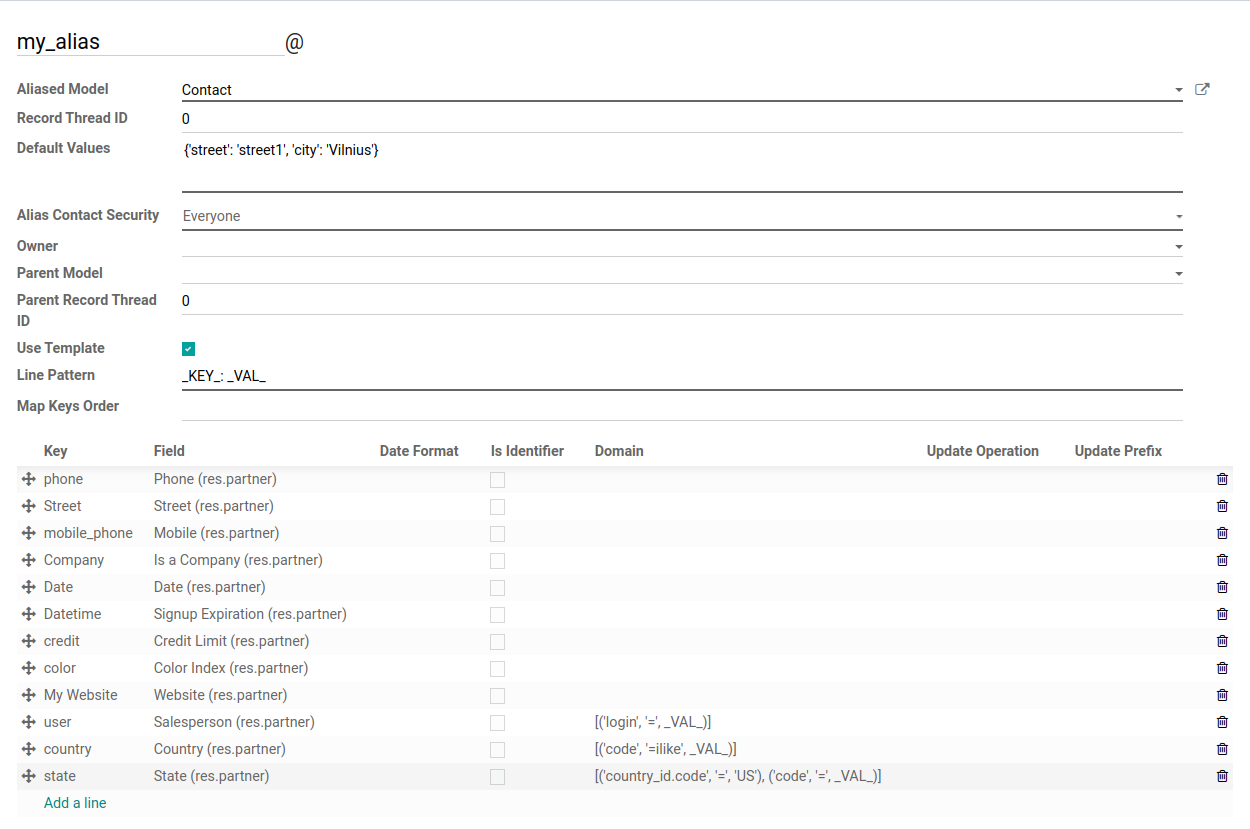 my_alias @
Aliased Model Contact
Record Thread ID 0
Default Values {'street': 'street1', 'city': 'Vilnius'}
Alias Contact Security Everyone
Owner
Parent Model
Parent Record Thread ID 0
Use Template
Line Pattern _KEY_: _VAL_
Map Keys Order
Key Field Date Format Is Identifier Domain Update Operation Update Prefix
phone Phone (res.partner)
Street Street (res.partner)
mobile_phone Mobile (res.partner)
Company Is a Company (res.partner)
Date Date (res.partner)
Datetime Signup Expiration (res.partner)
credit Credit Limit (res.partner)
color Color Index (res.partner)
My Website Website (res.partner)
user Salesperson (res.partner) [('login', '=', _VAL_)]
country Country (res.partner) [('code', '=ilike', _VAL_)]
state State (res.partner) [('country_id.code', '=', 'US'), ('code', '=', _VAL_)]
Add a line